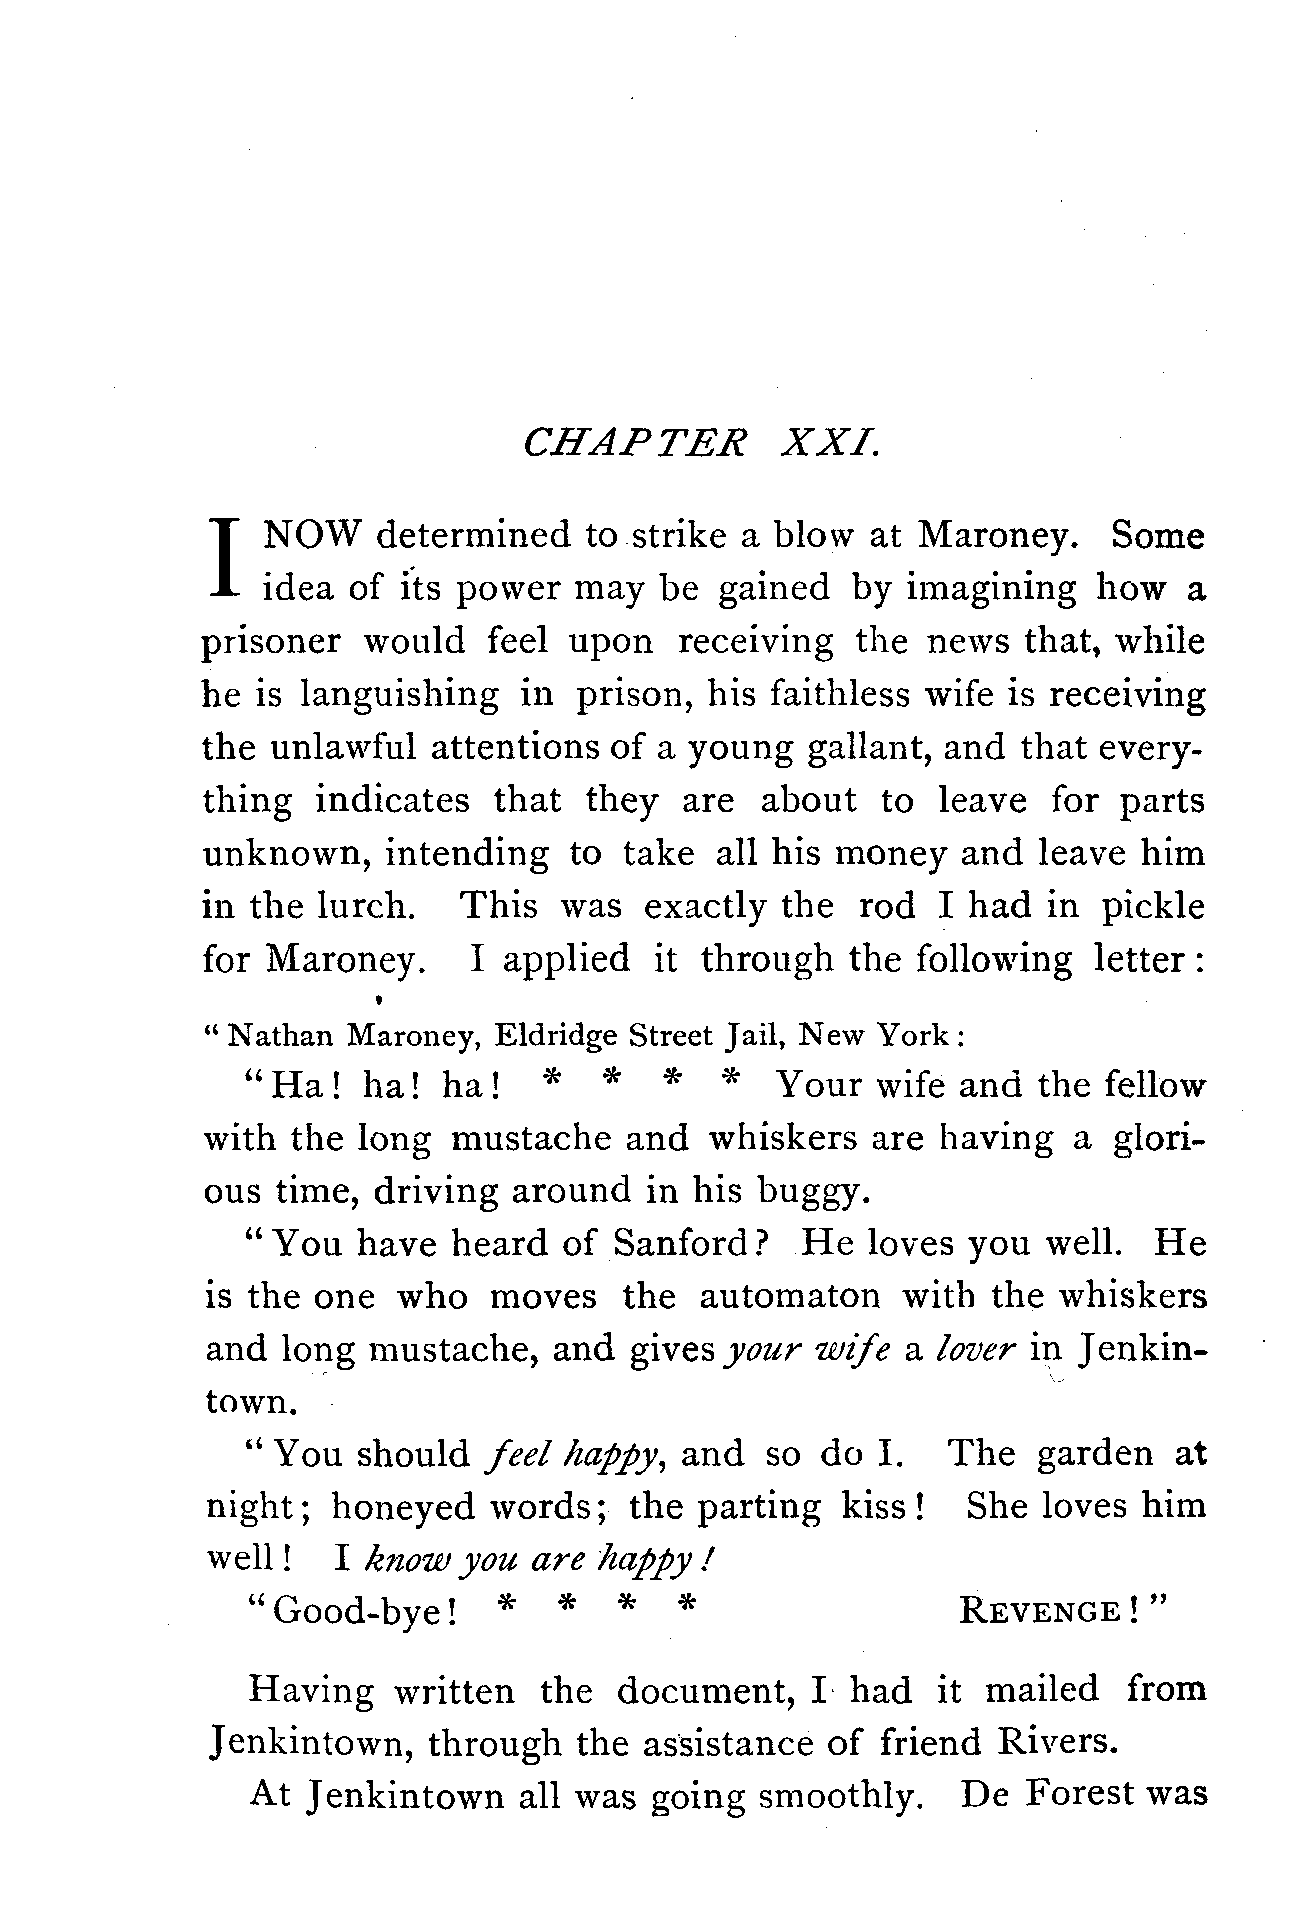 CHAPTER XXI.
I NOW determined to strike a blow at Maroney. Some
idea of its power may be gained by imagining how a
prisoner would feel upon receiving the news that, while
he is languishing in prison, his faithless wife is receiving
the unlawful attentions of a young gallant, and that every-
thing indicates that they are about to leave for parts
unknown, intending to take all his money and leave him
in the lurch. This was exactly the rod I had in pickle
for Maroney. I applied it through the following letter:
"Nathan Maroney, Eldridge Street Jail, New York:
"Ha! ha! ha! * * * * Your wife and the fellow
with the long mustache and whiskers are having a glori-
ous time, driving around in his buggy.
"You have heard of Sanford? He loves you well. He
is the one who moves the automaton with the whiskers
and long mustache, and gives your wife a lover in Jenkin-
town.
"You should feel happy, and so do I. The garden at
night; honeyed words; the parting kiss! She loves him
well! I know you are happy!
"Good-bye! * * * * REVENGE!"
Having written the document, I had it mailed from
Jenkintown, through the assistance of friend Rivers.
At Jenkintown all was going smoothly. De Forest was